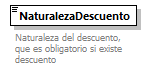 NaturalezaDescuento
Naturaleza del descuento,
que es obligatorio si existe
descuento